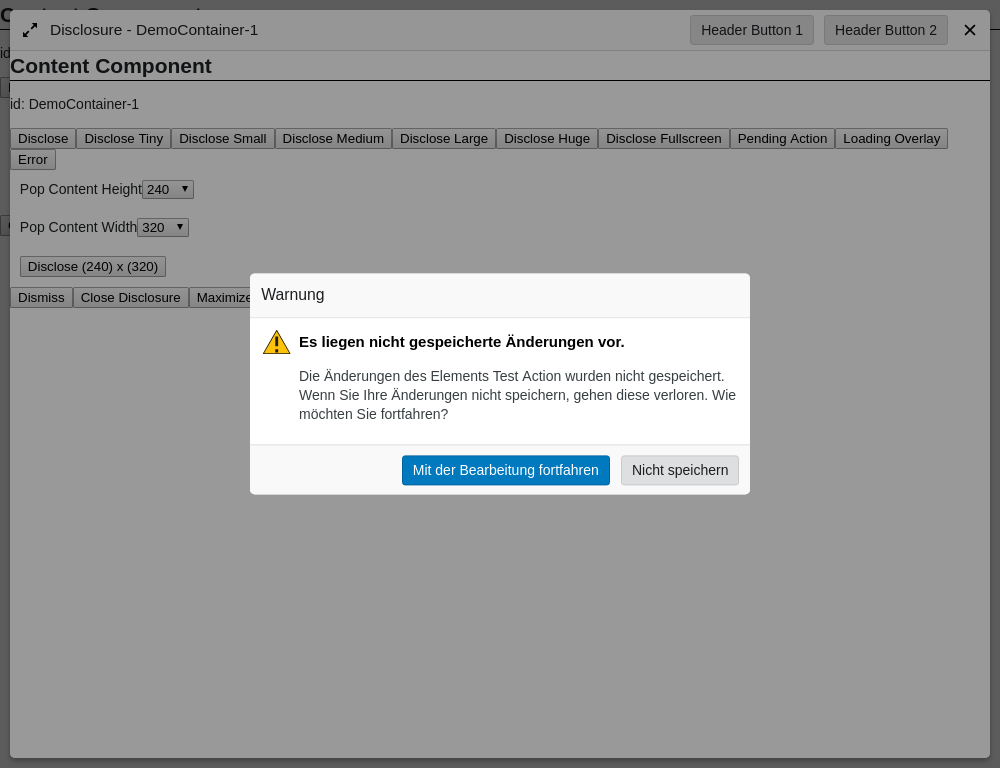 Disclosure - DemoContainer-1
Header Button 1
Header Button 2
Content Component
id: DemoContainer-1
Disclose
Disclose Tiny
Disclose Small
Disclose Medium
Disclose Large
Disclose Huge
Disclose Fullscreen
Pending Action
Loading Overlay
Error
Pop Content Height 240
Pop Content Width 320
Disclose (240) x (320)
Dismiss
Close Disclosure
Maximize
Warnung
Es liegen nicht gespeicherte Änderungen vor.
Die Änderungen des Elements Test Action wurden nicht gespeichert.
Wenn Sie Ihre Änderungen nicht speichern, gehen diese verloren. Wie
möchten Sie fortfahren?
Mit der Bearbeitung fortfahren
Nicht speichern